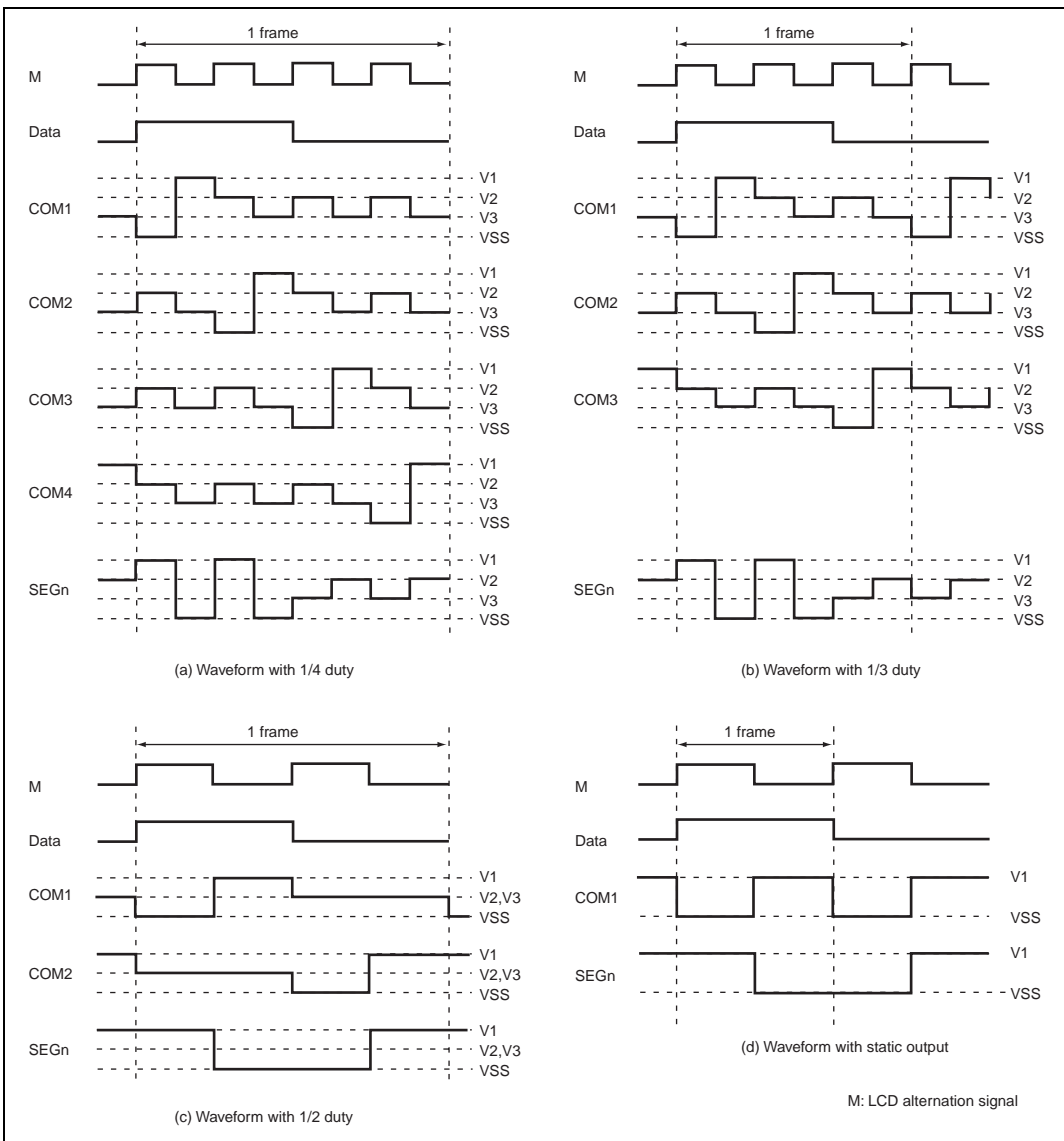 1 frame
M
Data
COM1
V1
V2
V3
VSS
COM2
V1
V2
V3
VSS
COM3
V1
V2
V3
VSS
COM4
V1
V2
V3
VSS
SEGn
V1
V2
V3
VSS
(a) Waveform with 1/4 duty
1 frame
M
Data
COM1
V1
V2
V3
VSS
COM2
V1
V2
V3
VSS
COM3
V1
V2
V3
VSS
SEGn
V1
V2
V3
VSS
(b) Waveform with 1/3 duty
1 frame
M
Data
COM1
V1
V2,V3
VSS
COM2
V1
V2,V3
VSS
SEGn
V1
V2,V3
VSS
(c) Waveform with 1/2 duty
1 frame
M
Data
COM1
V1
VSS
SEGn
V1
VSS
(d) Waveform with static output
M: LCD alternation signal